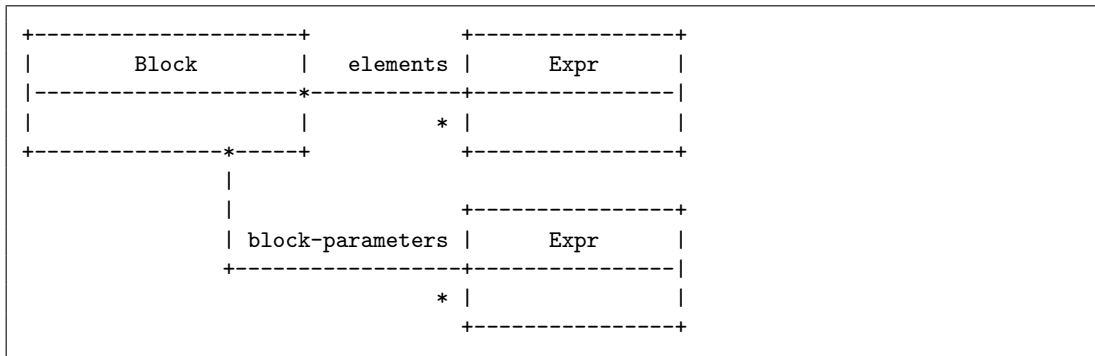 +---------------------+            +----------------+
|        Block        |   elements |      Expr      |
|---------------------*------------+----------------|
|                     |          * |                |
+---------------*-----+            +----------------+
                |
                |                  +----------------+
                | block-parameters |      Expr      |
                +------------------+----------------|
                                 * |                |
                                   +----------------+